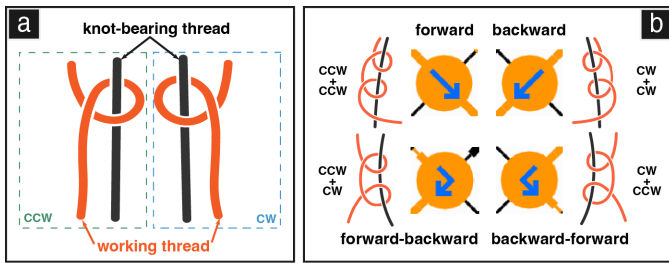 a
knot-bearing thread
CCW
CW
working thread
b
forward
backward
CCW
+
CCW
CW
+
CW
CCW
+
CW
CW
+
CCW
forward-backward
backward-forward